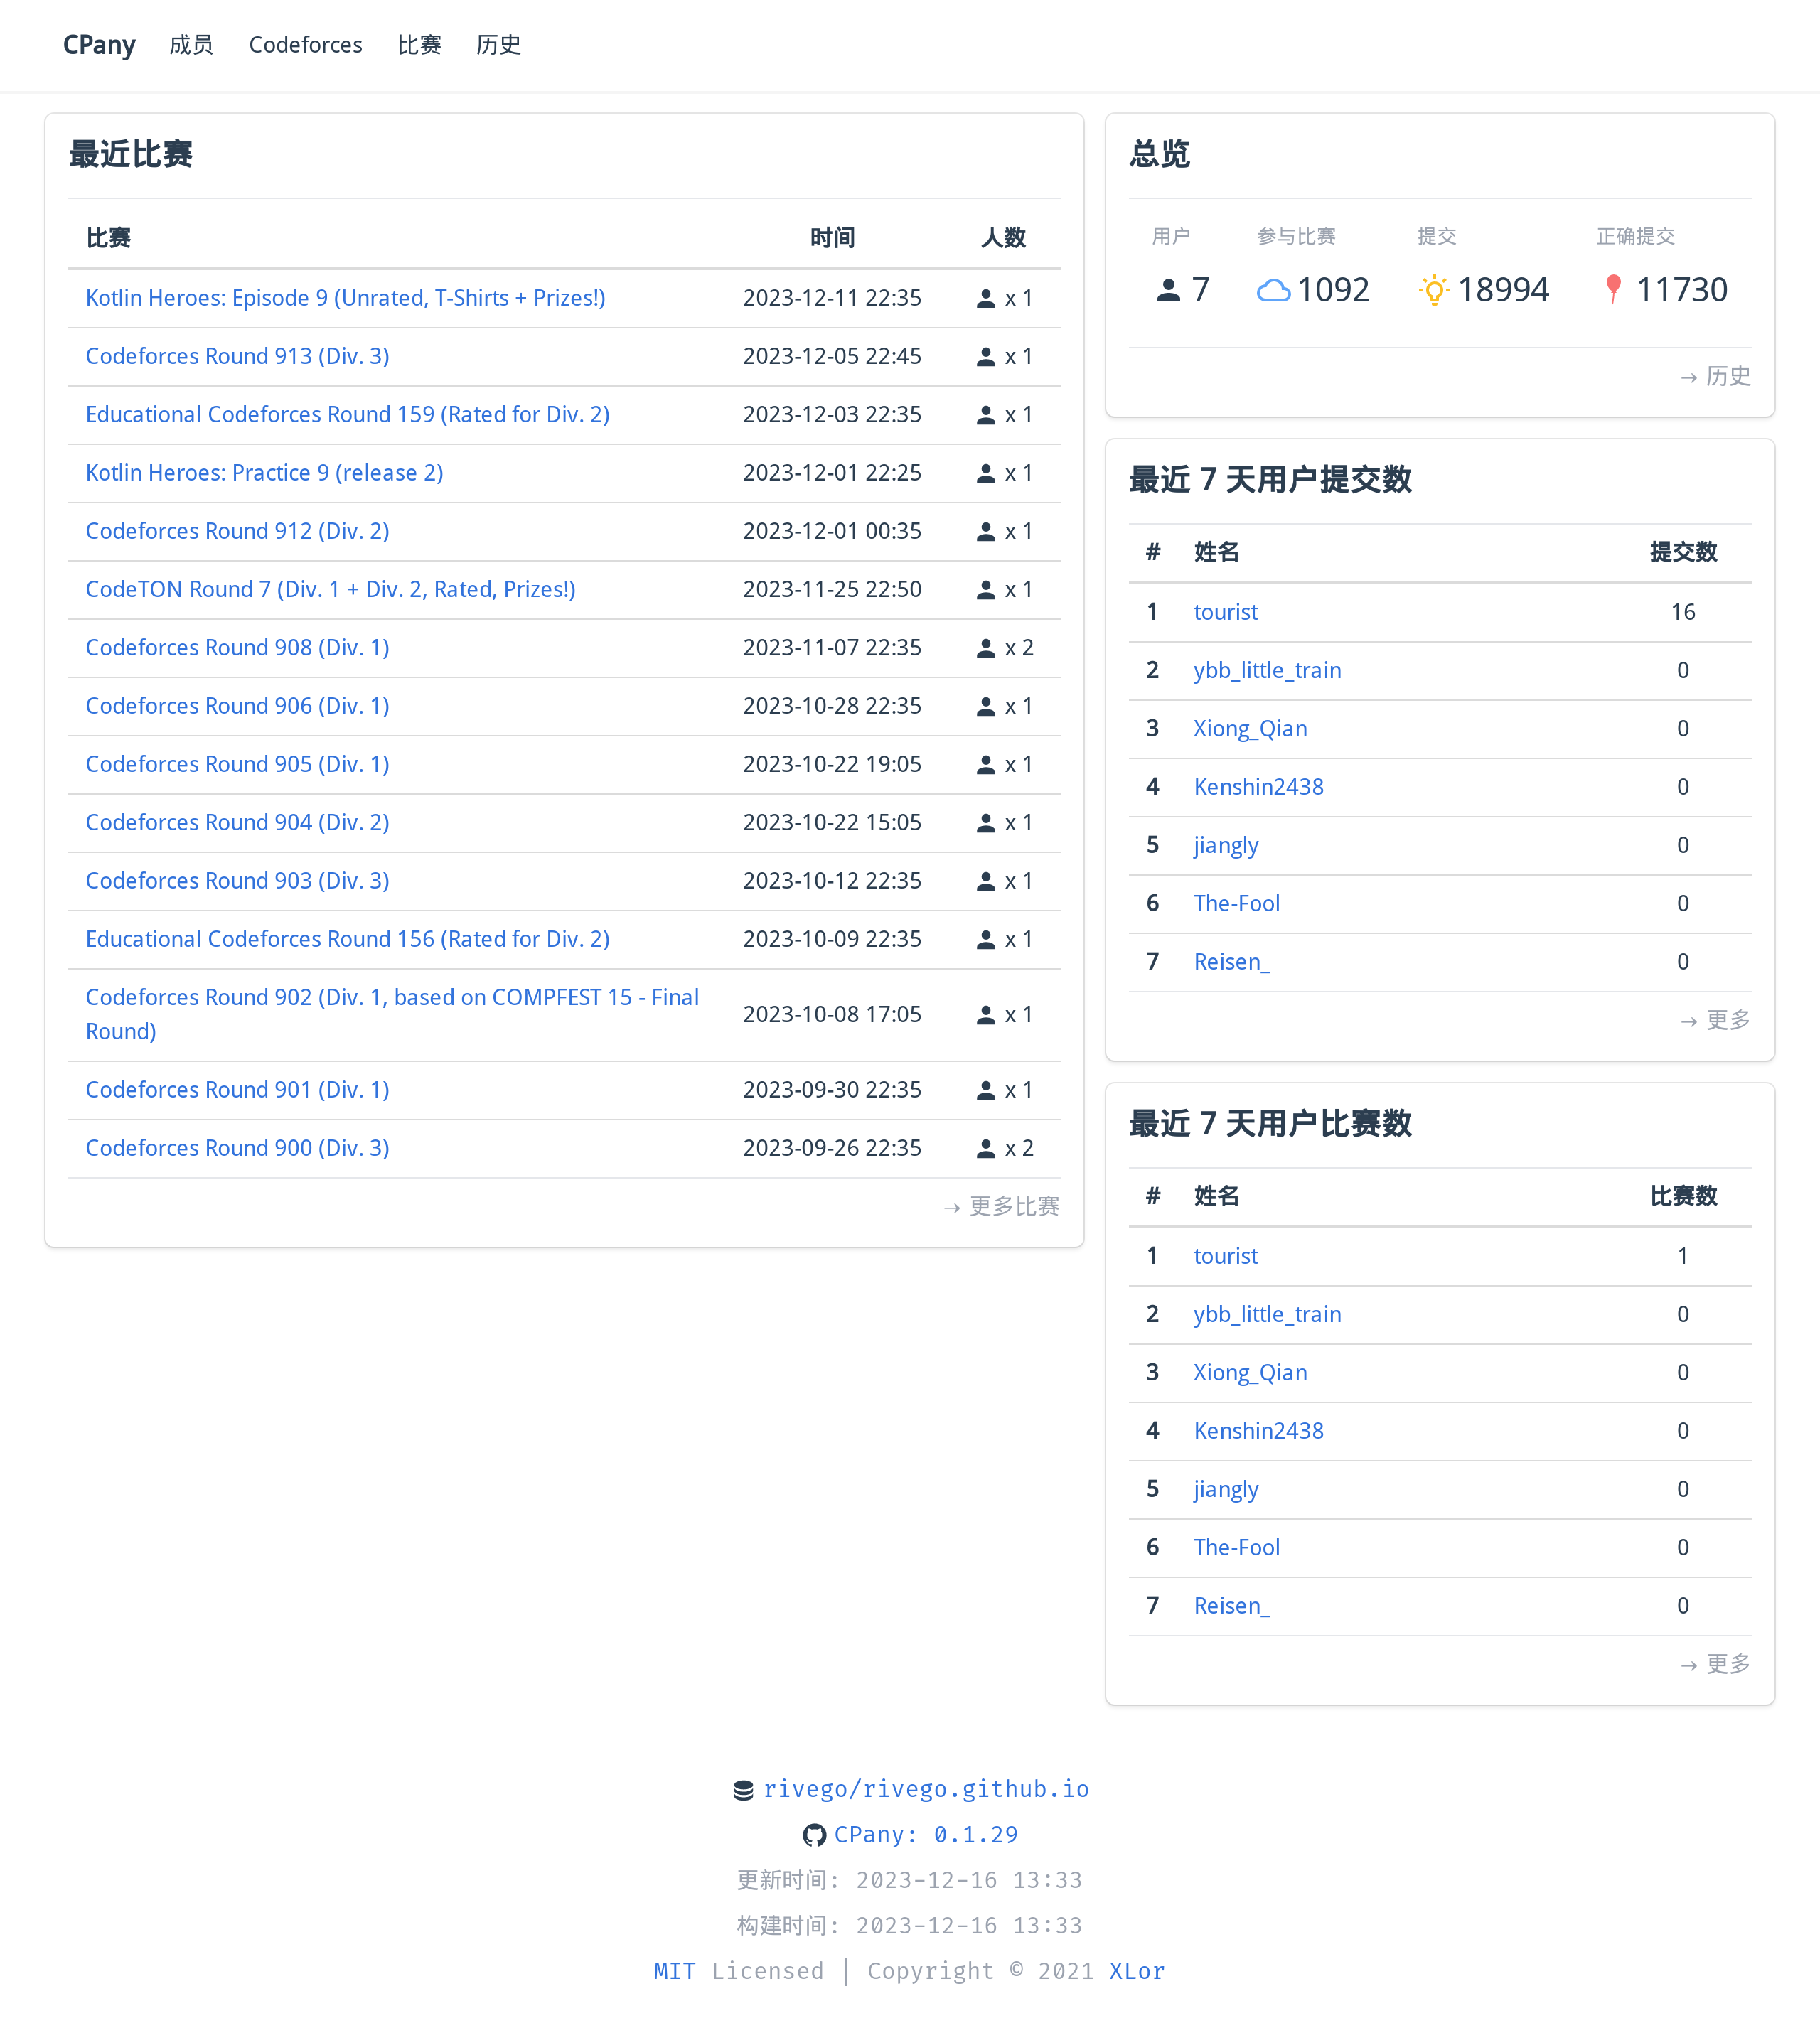 CPany 成员 Codeforces 比赛 历史
最近比赛
比赛 时间 人数
Kotlin Heroes: Episode 9 (Unrated, T-Shirts + Prizes!) 2023-12-11 22:35 x 1
Codeforces Round 913 (Div. 3) 2023-12-05 22:45 x 1
Educational Codeforces Round 159 (Rated for Div. 2) 2023-12-03 22:35 x 1
Kotlin Heroes: Practice 9 (release 2) 2023-12-01 22:25 x 1
Codeforces Round 912 (Div. 2) 2023-12-01 00:35 x 1
CodeTON Round 7 (Div. 1 + Div. 2, Rated, Prizes!) 2023-11-25 22:50 x 1
Codeforces Round 908 (Div. 1) 2023-11-07 22:35 x 2
Codeforces Round 906 (Div. 1) 2023-10-28 22:35 x 1
Codeforces Round 905 (Div. 1) 2023-10-22 19:05 x 1
Codeforces Round 904 (Div. 2) 2023-10-22 15:05 x 1
Codeforces Round 903 (Div. 3) 2023-10-12 22:35 x 1
Educational Codeforces Round 156 (Rated for Div. 2) 2023-10-09 22:35 x 1
Codeforces Round 902 (Div. 1, based on COMPFEST 15 - Final
Round) 2023-10-08 17:05 x 1
Codeforces Round 901 (Div. 1) 2023-09-30 22:35 x 1
Codeforces Round 900 (Div. 3) 2023-09-26 22:35 x 2
→ 更多比赛
总览
用户 参与比赛 提交 正确提交
7 1092 18994 11730
→ 历史
最近 7 天用户提交数
# 姓名 提交数
1 tourist 16
2 ybb_little_train 0
3 Xiong_Qian 0
4 Kenshin2438 0
5 jiangly 0
6 The-Fool 0
7 Reisen_ 0
→ 更多
最近 7 天用户比赛数
# 姓名 比赛数
1 tourist 1
2 ybb_little_train 0
3 Xiong_Qian 0
4 Kenshin2438 0
5 jiangly 0
6 The-Fool 0
7 Reisen_ 0
→ 更多
rivego/rivego.github.io
CPany: 0.1.29
更新时间: 2023-12-16 13:33
构建时间: 2023-12-16 13:33
MIT Licensed | Copyright © 2021 XLor